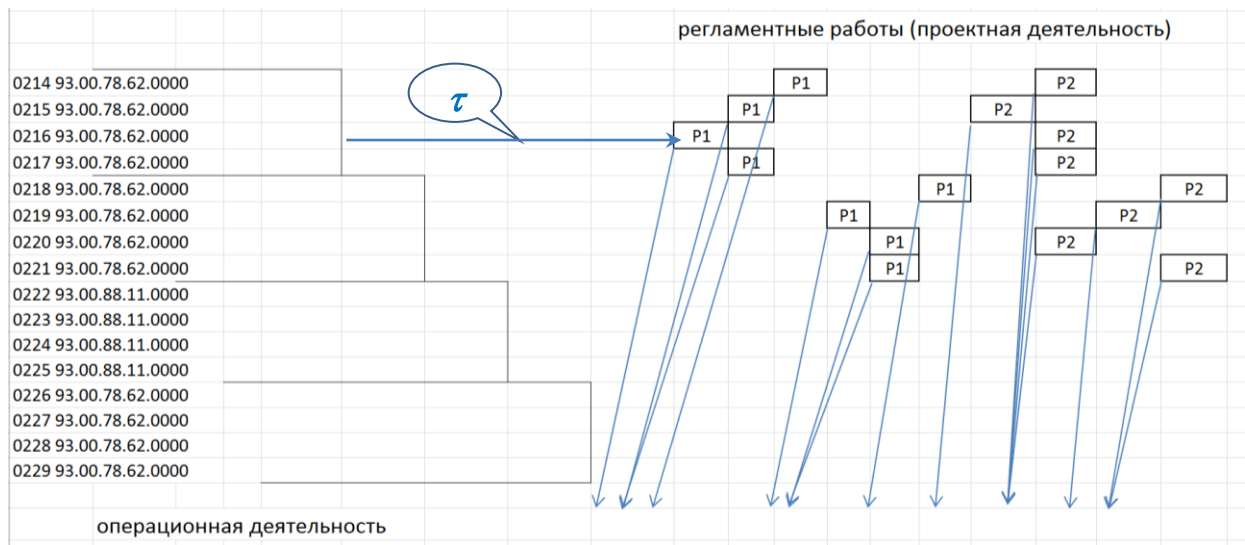 регламентные работы (проектная деятельность)
0214 93.00.78.62.0000 P1 P2
τ
0215 93.00.78.62.0000 P1 P2
0216 93.00.78.62.0000 P1 P2
0217 93.00.78.62.0000 P1 P2
0218 93.00.78.62.0000 P1 P2
0219 93.00.78.62.0000 P1 P2
0220 93.00.78.62.0000 P1 P2
0221 93.00.78.62.0000 P1 P2
0222 93.00.88.11.0000
0223 93.00.88.11.0000
0224 93.00.88.11.0000
0225 93.00.88.11.0000
0226 93.00.78.62.0000
0227 93.00.78.62.0000
0228 93.00.78.62.0000
0229 93.00.78.62.0000
операционная деятельность